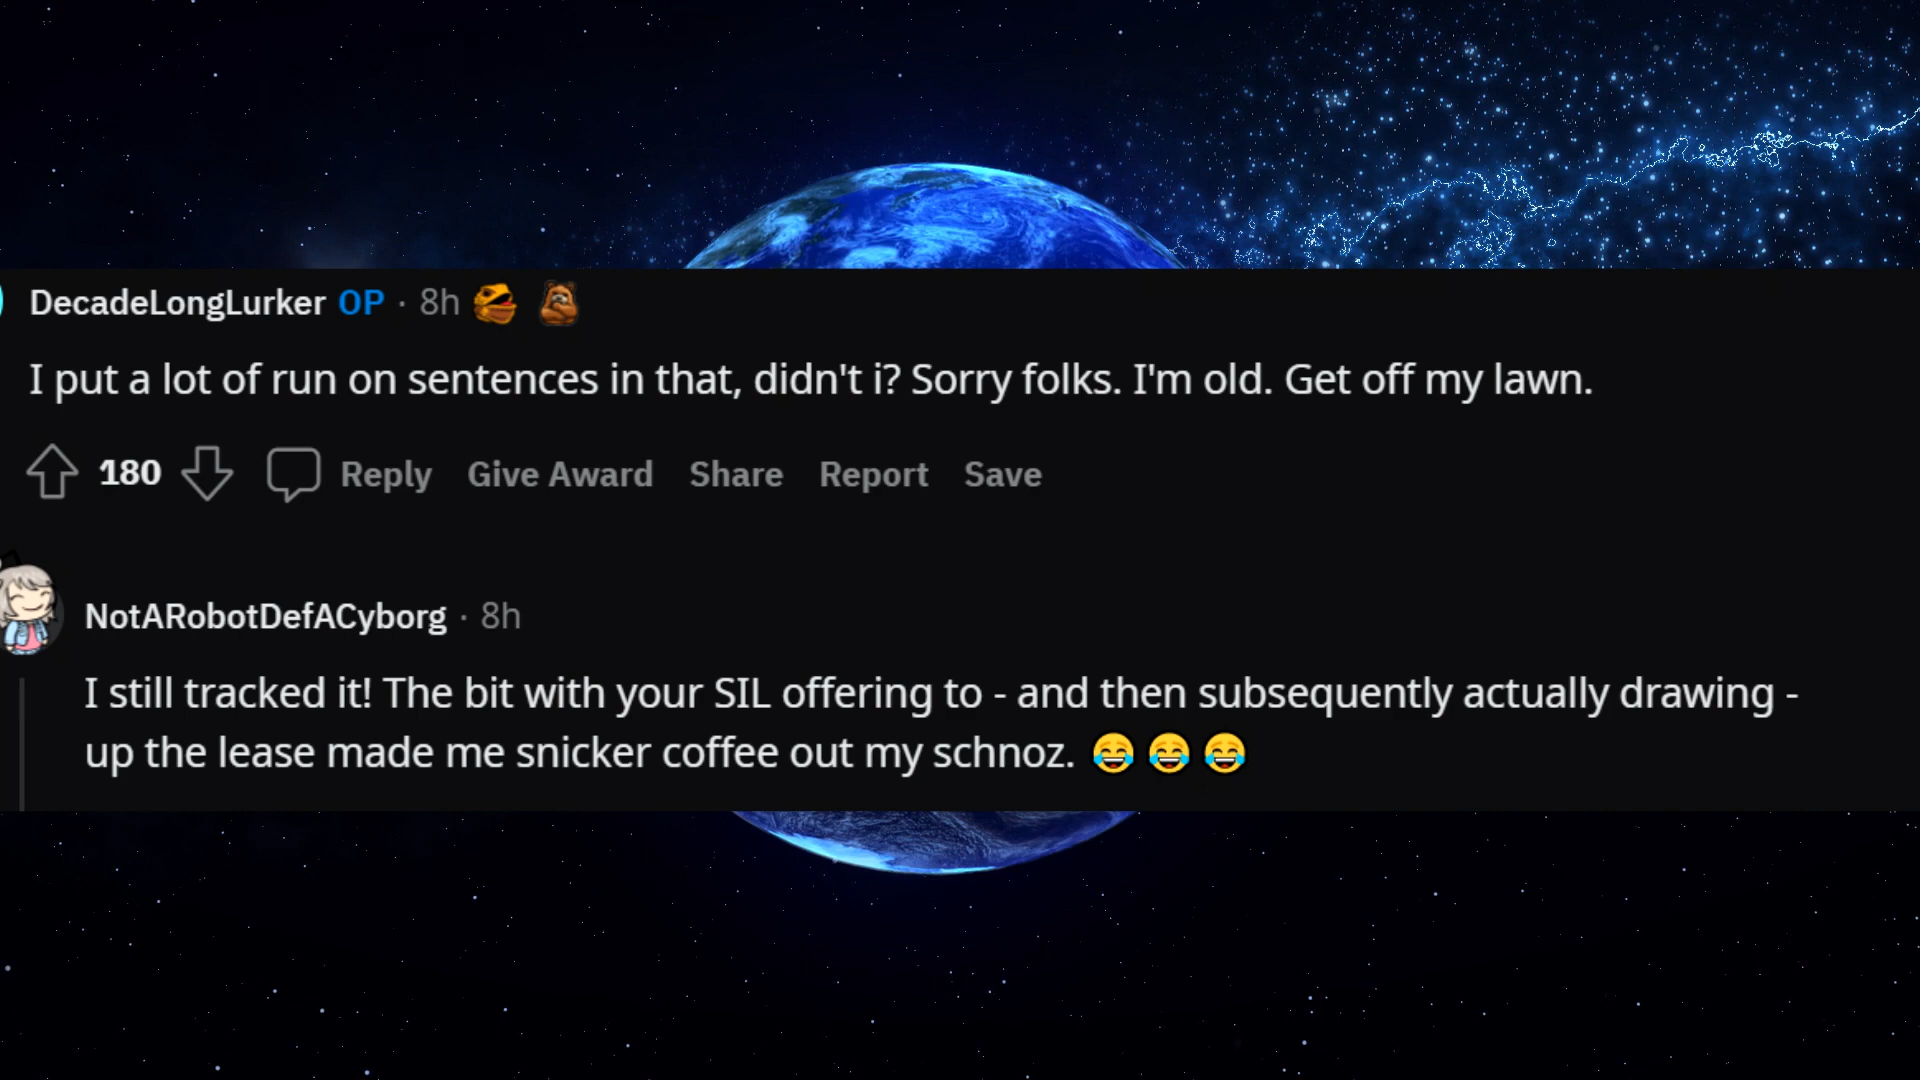 DecadeLongLurker OP · 8h
I put a lot of run on sentences in that, didn't i? Sorry folks. I'm old. Get off my lawn.
180 Reply Give Award Share Report Save
NotARobotDefACyborg · 8h
I still tracked it! The bit with your SIL offering to - and then subsequently actually drawing -
up the lease made me snicker coffee out my schnoz. 😂 😂 😂